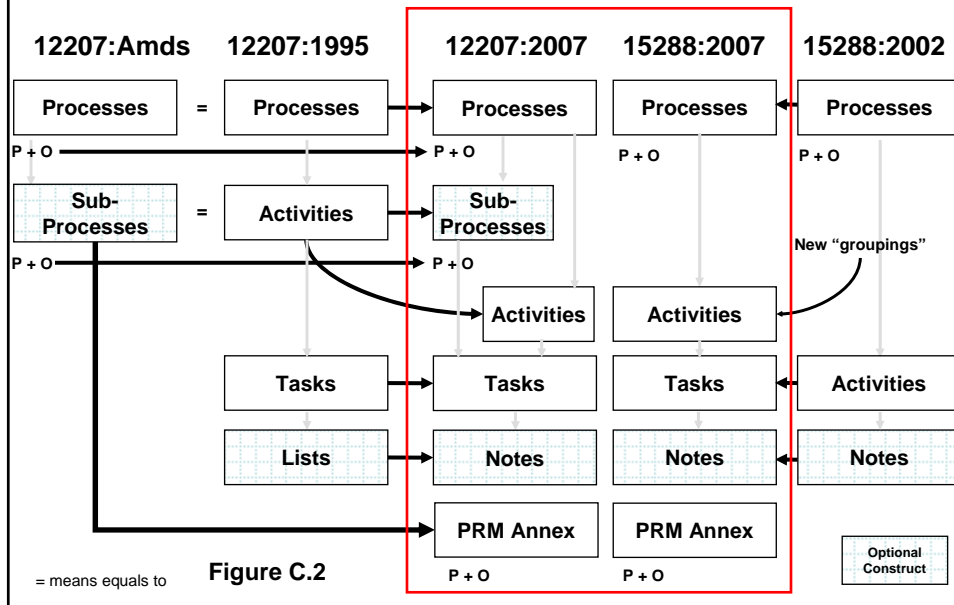 12207:Amds 12207:1995 12207:2007 15288:2007 15288:2002
Processes = Processes Processes Processes Processes
P + O P + O P + O P + O
Sub-
Processes
= Activities Sub-
Processes
P + O P + O
New “groupings”
Activities Activities
Tasks Tasks Tasks Activities
Lists Notes Notes Notes
PRM Annex PRM Annex
P + O P + O
= means equals to
Figure C.2
Optional
Construct